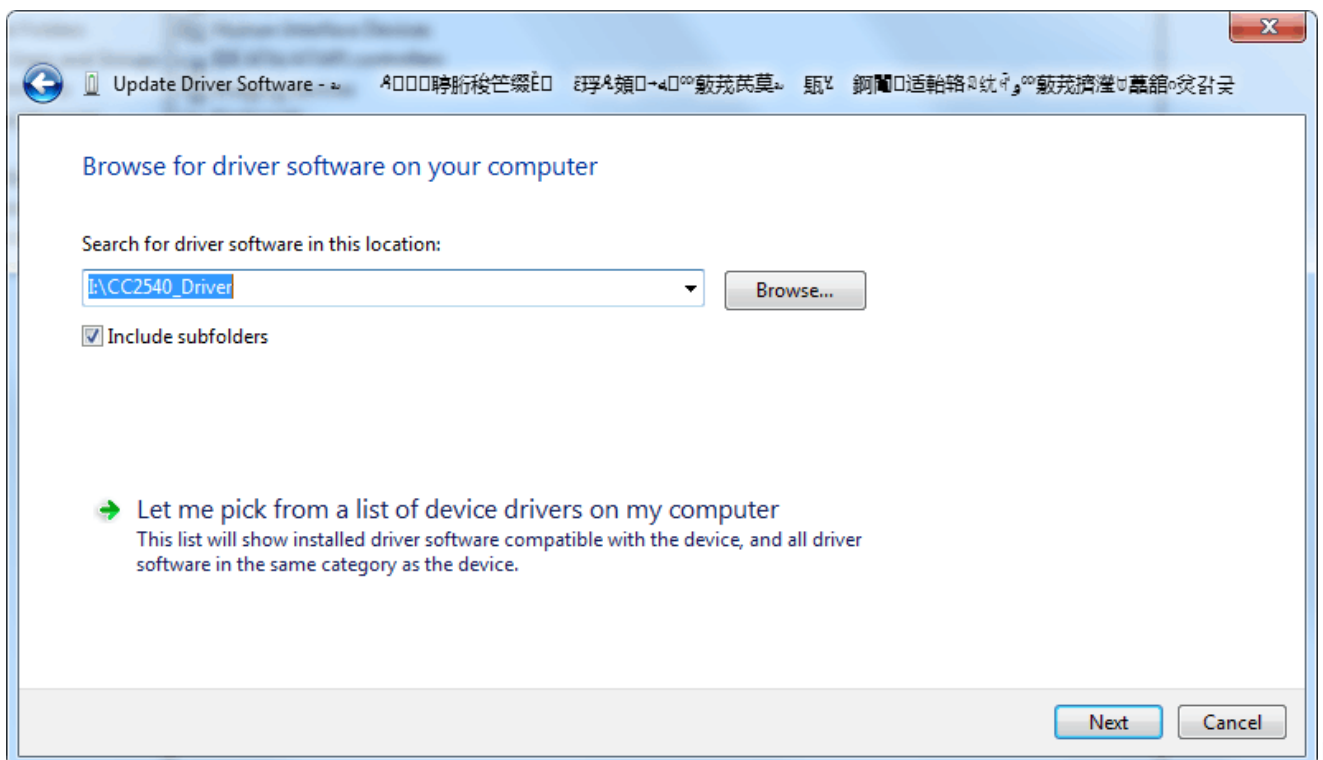 Update Driver Software -
Browse for driver software on your computer
Search for driver software in this location:
I:\CC2540_Driver
Browse...
Include subfolders
Let me pick from a list of device drivers on my computer
This list will show installed driver software compatible with the device, and all driver
software in the same category as the device.
Next
Cancel